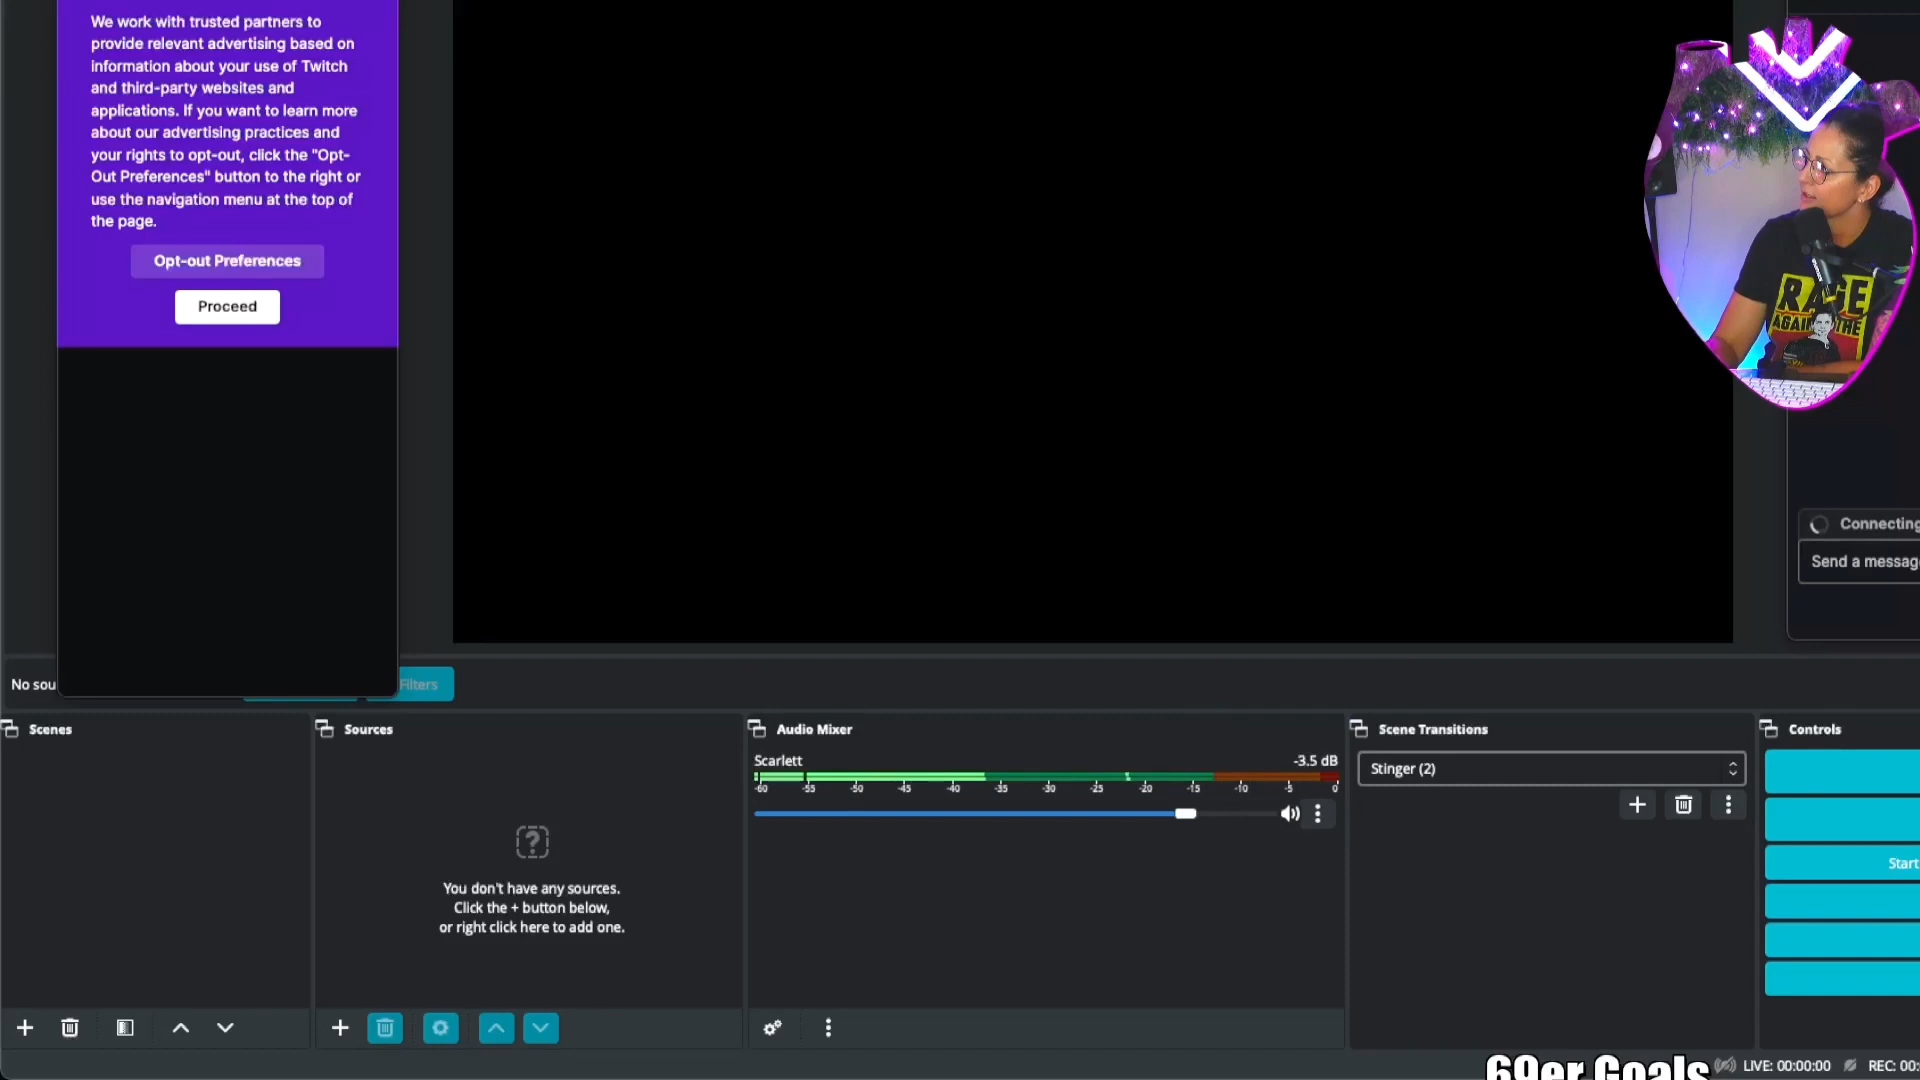 We work with trusted partners to
provide relevant advertising based on
information about your use of Twitch
and third-party websites and
applications. If you want to learn more
about our advertising practices and
your rights to opt-out, click the "Opt-
Out Preferences" button to the right or
use the navigation menu at the top of
the page.
Opt-out Preferences
Proceed
RAGE
AGAINST THE
Connecting
Send a messag
No sou
Filters
Scenes
Sources
You don't have any sources.
Click the + button below,
or right click here to add one.
Audio Mixer
Scarlett
-3.5 dB
-60 -55 -50 -45 -40 -35 -30 -25 -20 -15 -10 -5 0
Scene Transitions
Stinger (2)
Controls
Start
69er Goals
LIVE: 00:00:00
REC: 00: